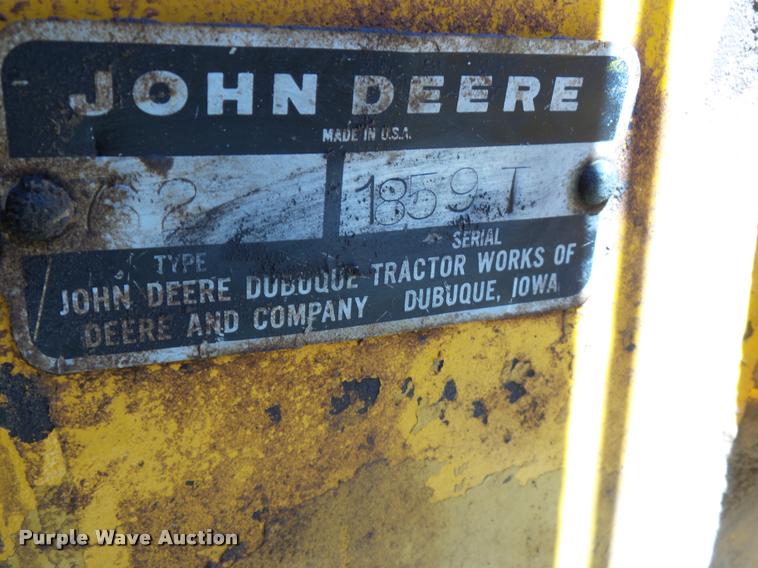 JOHN DEERE
MADE IN U.S.A.
1859 T
TYPE SERIAL
JOHN DEERE DUBUQUE TRACTOR WORKS OF
DEERE AND COMPANY DUBUQUE, IOWA
Purple Wave Auction